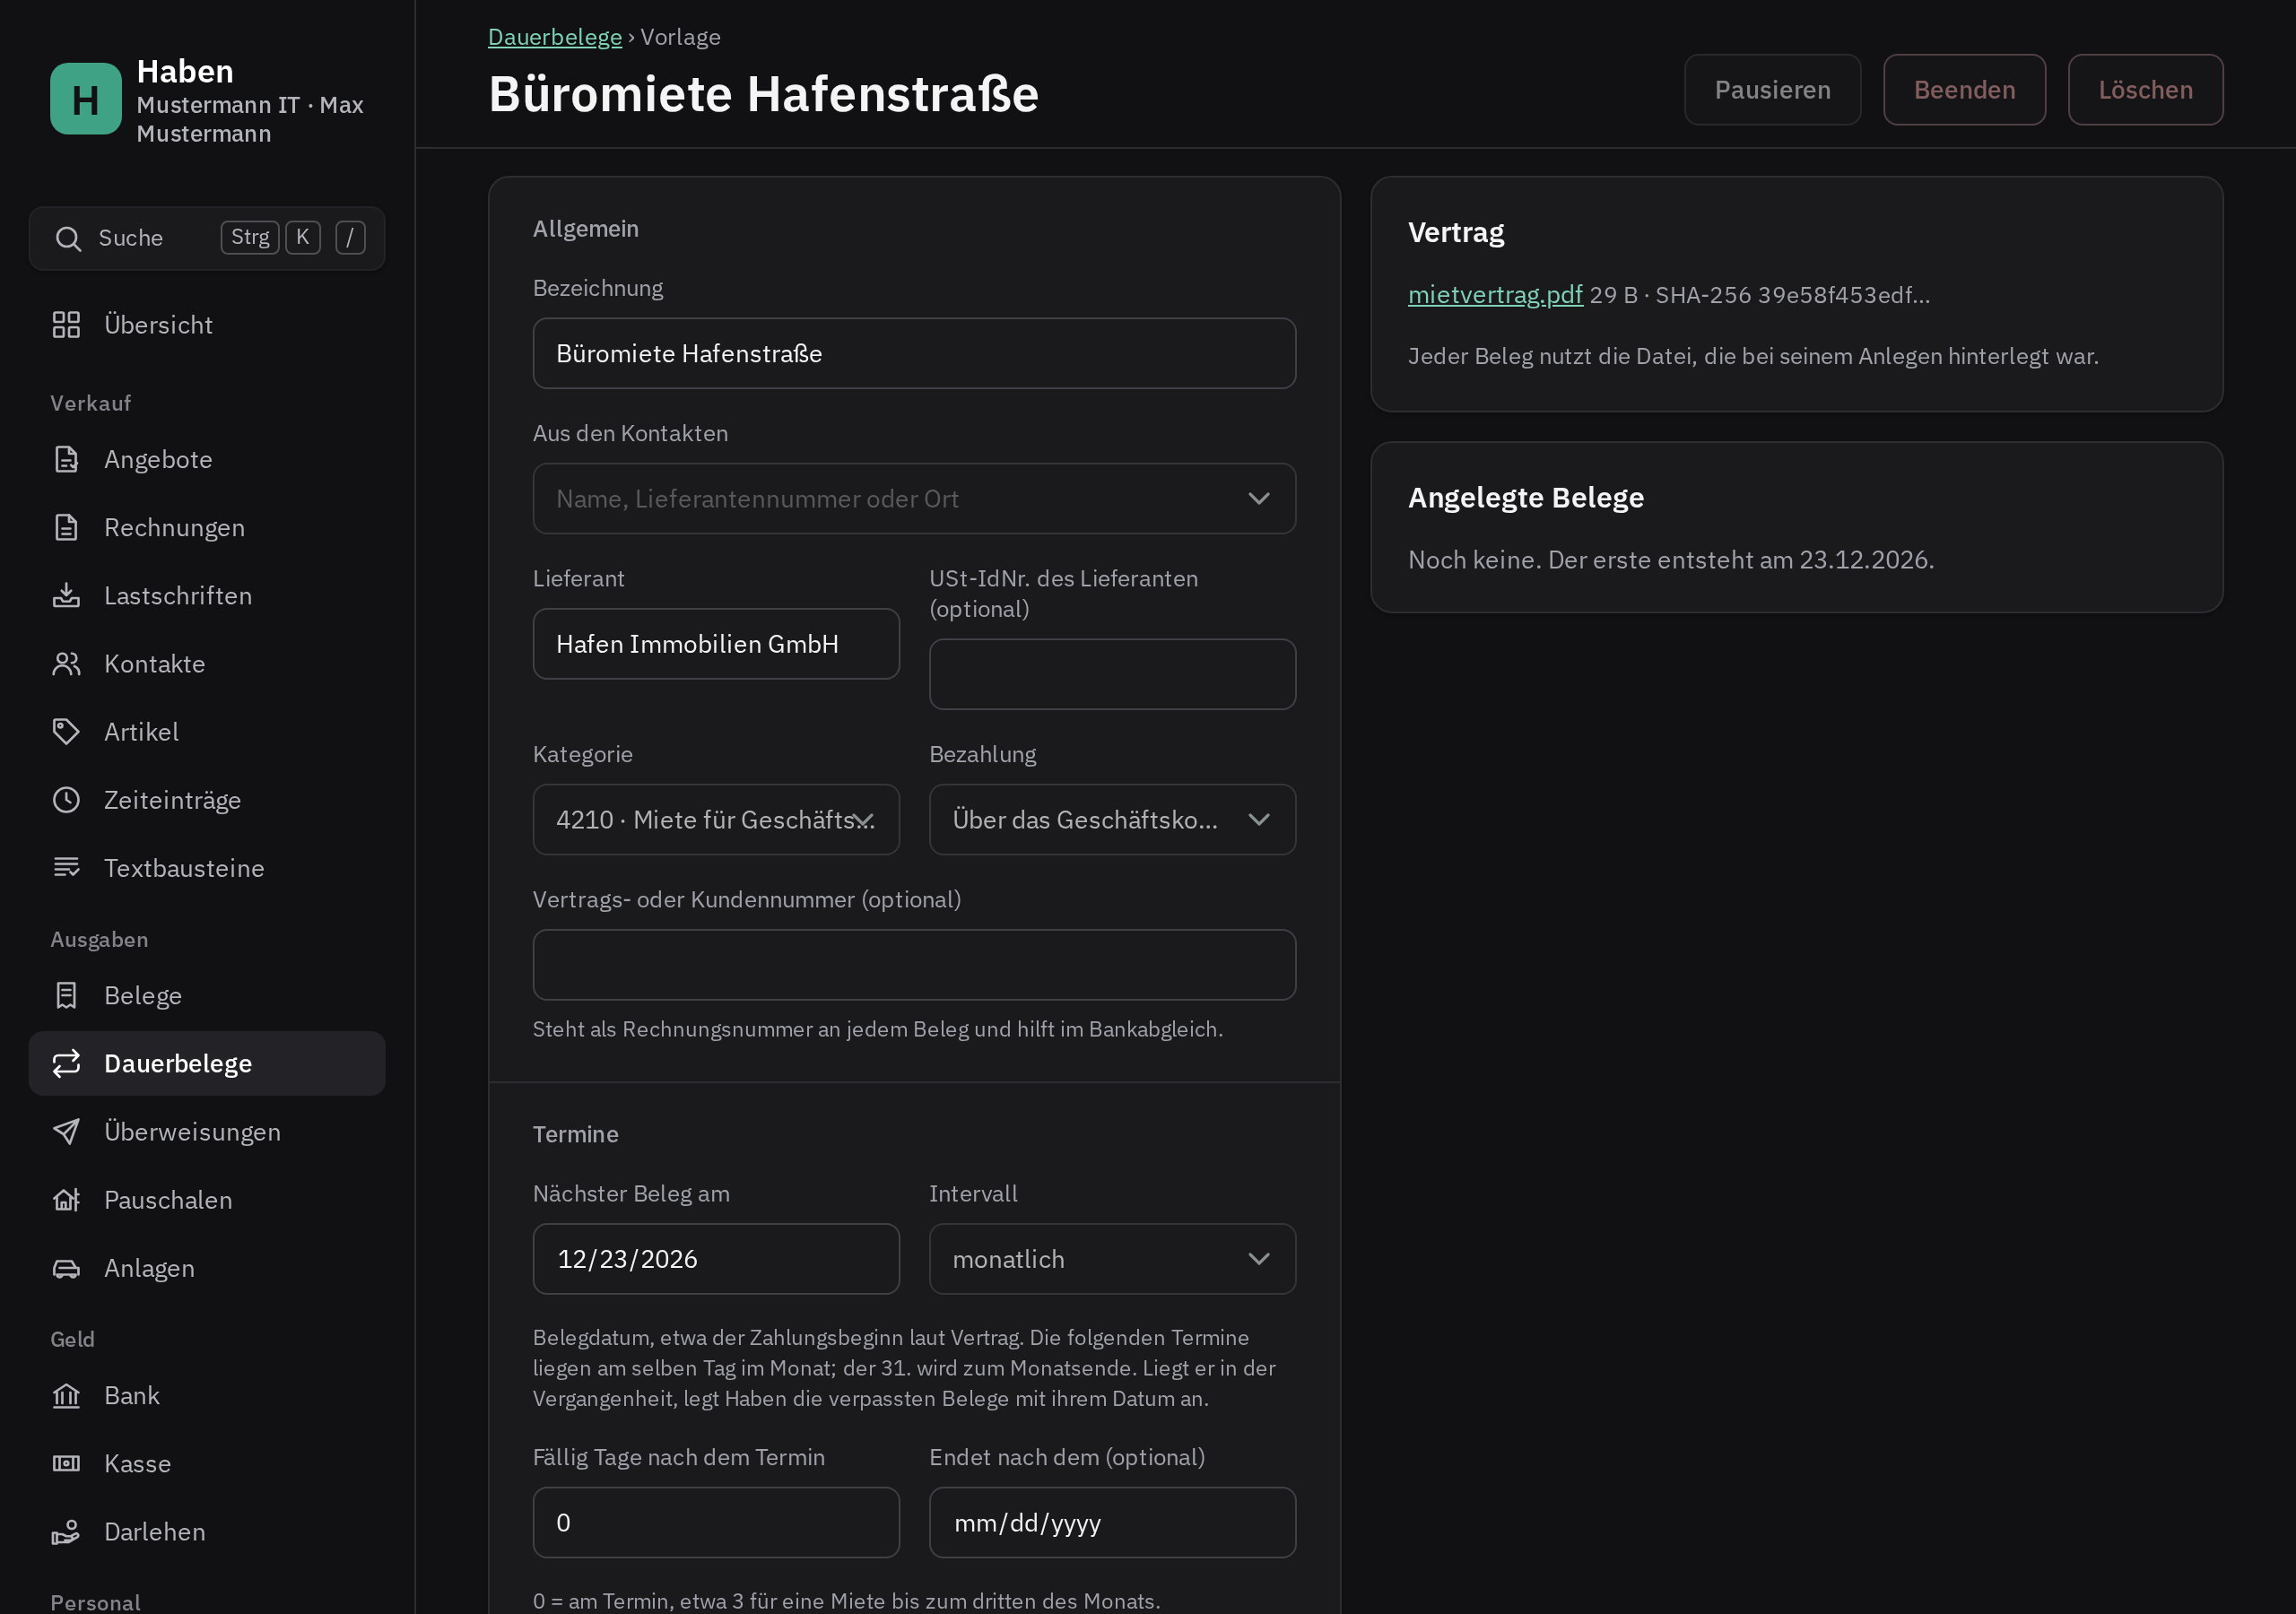 H
Haben
Mustermann IT · Max
Mustermann
Suche Strg K /
Übersicht
Verkauf
Angebote
Rechnungen
Lastschriften
Kontakte
Artikel
Zeiteinträge
Textbausteine
Ausgaben
Belege
Dauerbelege
Überweisungen
Pauschalen
Anlagen
Geld
Bank
Kasse
Darlehen
Personal
Dauerbelege › Vorlage
Büromiete Hafenstraße
Pausieren Beenden Löschen
Allgemein
Bezeichnung
Büromiete Hafenstraße
Aus den Kontakten
Name, Lieferantennummer oder Ort
Lieferant
Hafen Immobilien GmbH
USt-IdNr. des Lieferanten
(optional)
Kategorie
4210 · Miete für Geschäfts...
Bezahlung
Über das Geschäftsko...
Vertrags- oder Kundennummer (optional)
Steht als Rechnungsnummer an jedem Beleg und hilft im Bankabgleich.
Termine
Nächster Beleg am
12/23/2026
Intervall
monatlich
Belegdatum, etwa der Zahlungsbeginn laut Vertrag. Die folgenden Termine
liegen am selben Tag im Monat; der 31. wird zum Monatsende. Liegt er in der
Vergangenheit, legt Haben die verpassten Belege mit ihrem Datum an.
Fällig Tage nach dem Termin
0
Endet nach dem (optional)
mm/dd/yyyy
0 = am Termin, etwa 3 für eine Miete bis zum dritten des Monats.
Vertrag
mietvertrag.pdf 29 B · SHA-256 39e58f453edf…
Jeder Beleg nutzt die Datei, die bei seinem Anlegen hinterlegt war.
Angelegte Belege
Noch keine. Der erste entsteht am 23.12.2026.